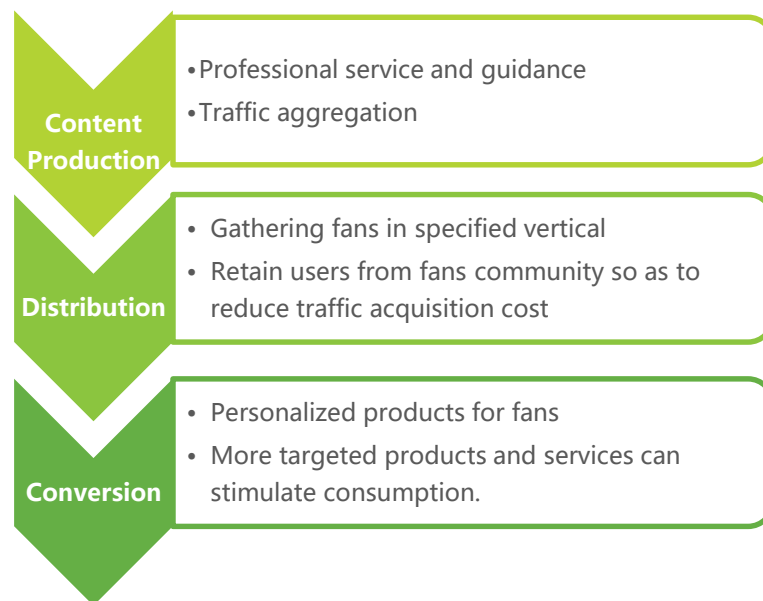 Content
Production
•Professional service and guidance
•Traffic aggregation
Distribution
• Gathering fans in specified vertical
• Retain users from fans community so as to
reduce traffic acquisition cost
Conversion
• Personalized products for fans
• More targeted products and services can
stimulate consumption.